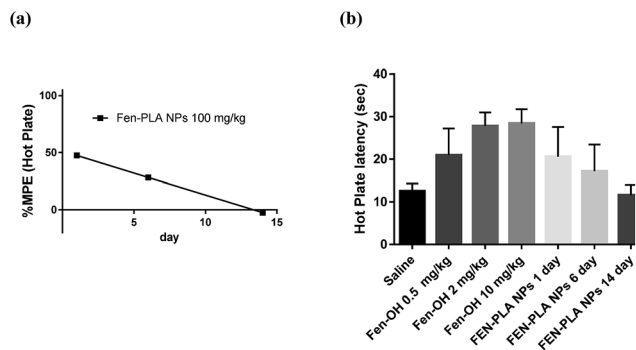 (a)
(b)
100
50
0
5
10
15
%MPE (Hot Plate)
day
Fen-PLA NPs 100 mg/kg
40
30
20
10
0
Hot Plate latency (sec)
Saline
Fen-OH 0.5 mg/kg
Fen-OH 2 mg/kg
Fen-OH 10 mg/kg
FEN-PLA NPs 1 day
FEN-PLA NPs 6 day
FEN-PLA NPs 14 day